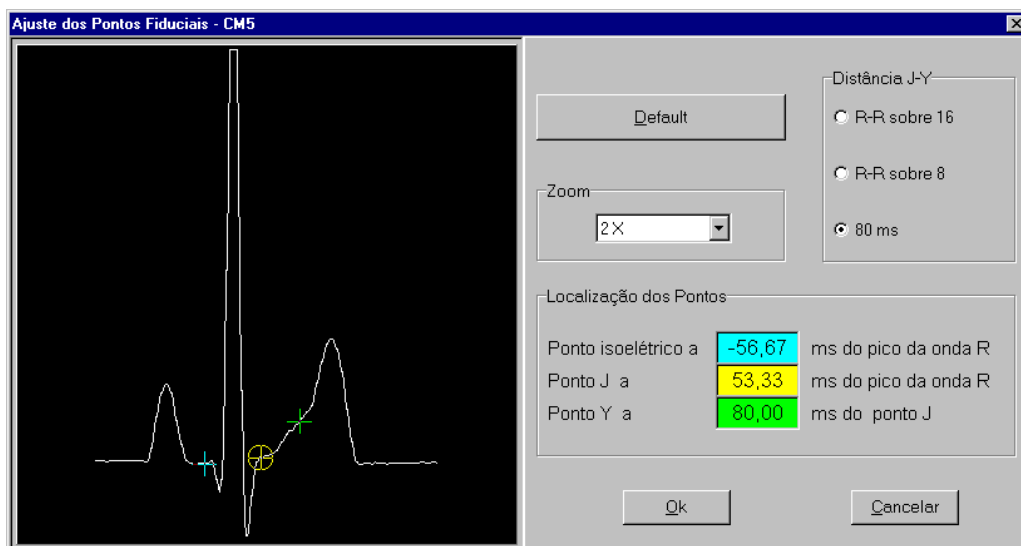 Ajuste dos Pontos Fiduciais - CM5
Default
Distância J-Y
R-R sobre 16
R-R sobre 8
80 ms
Zoom
2X
Localização dos Pontos
Ponto isoelétrico a -56,67 ms do pico da onda R
Ponto J a 53,33 ms do pico da onda R
Ponto Y a 80,00 ms do ponto J
Ok
Cancelar